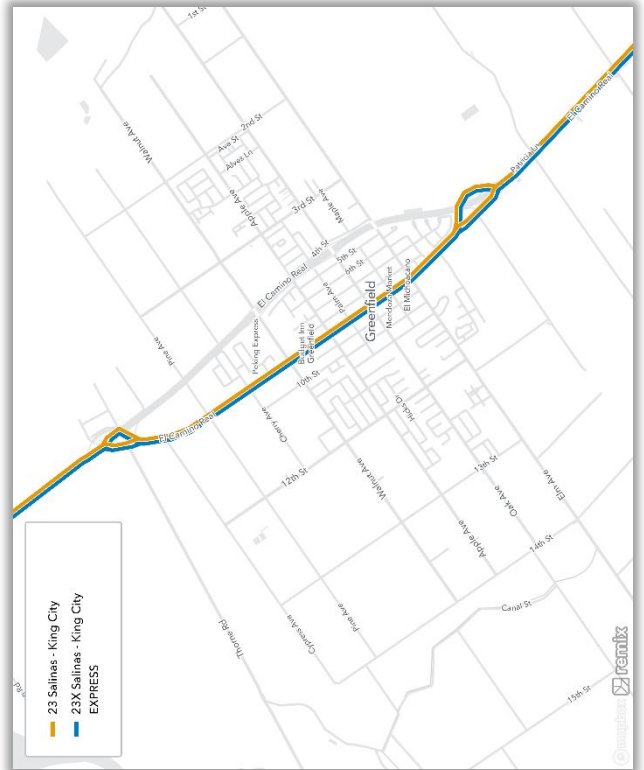 1st St
Walnut Ave
2nd St
Ava St
Alves Ln
Apple Ave
3rd St
Maple Ave
4th St
5th St
6th St
Palm Ave
El Camino Real
El Camino Real
Patricia Ln
Pine Ave
Peking Express
Budget Inn
Greenfield
Greenfield
Mendoza Market
El Michoacano
10th St
El Camino Real
Cherry Ave
Hicks Dr
12th St
Walnut Ave
13th St
Oak Ave
Elm Ave
Apple Ave
14th St
Thorne Rd
Cypress Ave
Pine Ave
Canal St
15th St
23 Salinas - King City
23X Salinas - King City
EXPRESS
mapbox
remix